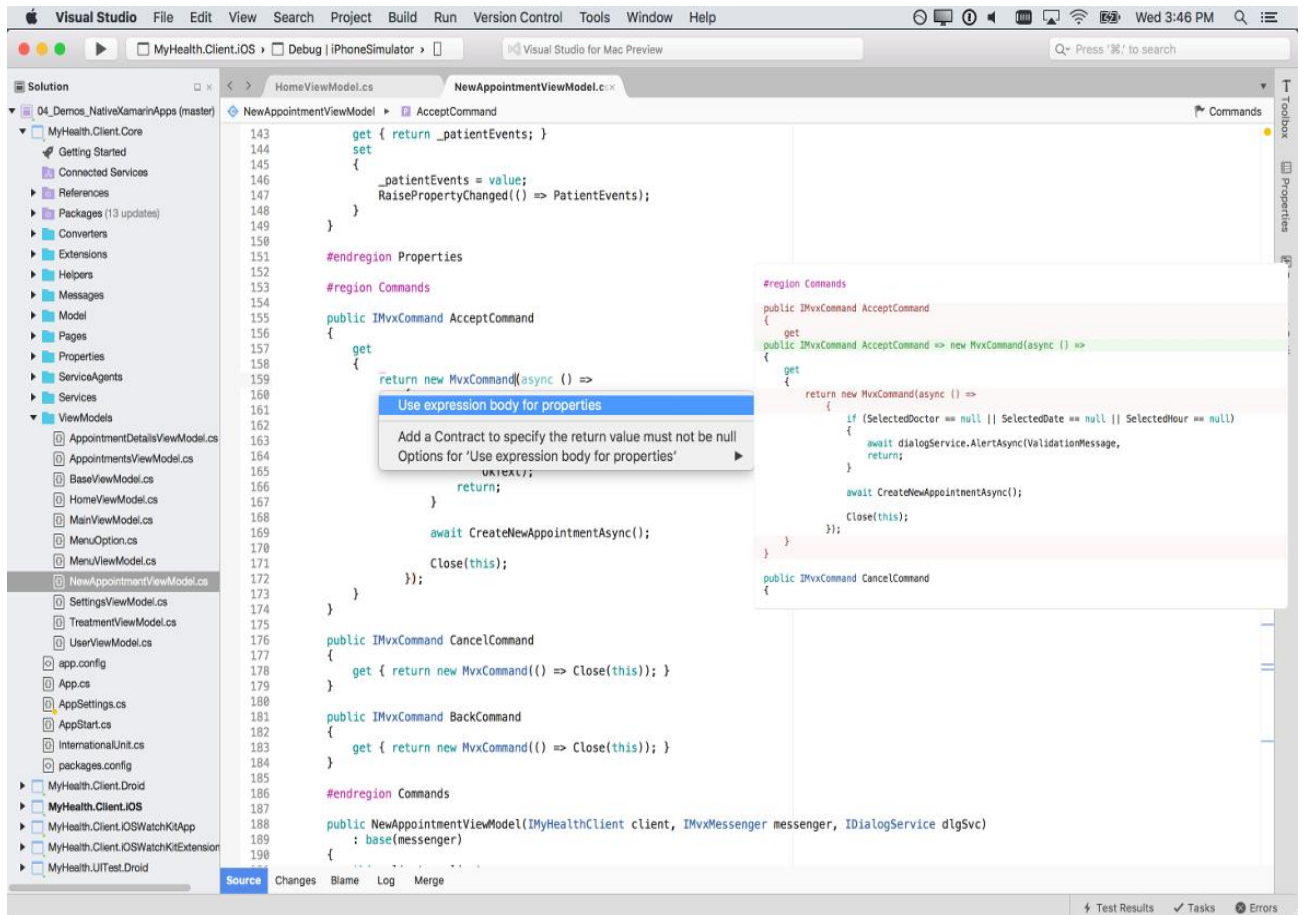 Visual Studio File Edit View Search Project Build Run Version Control Tools Window Help Wed 3:46 PM
MyHealth.Client.iOS › Debug | iPhoneSimulator › Visual Studio for Mac Preview Press '⌘.' to search
Solution
HomeViewModel.cs NewAppointmentViewModel.cs
04_Demos_NativeXamarinApps (master)
MyHealth.Client.Core
Getting Started
Connected Services
References
Packages (13 updates)
Converters
Extensions
Helpers
Messages
Model
Pages
Properties
ServiceAgents
Services
ViewModels
AppointmentDetailsViewModel.cs
AppointmentsViewModel.cs
BaseViewModel.cs
HomeViewModel.cs
MainViewModel.cs
MenuOption.cs
MenuViewModel.cs
NewAppointmentViewModel.cs
SettingsViewModel.cs
TreatmentViewModel.cs
UserViewModel.cs
app.config
App.cs
AppSettings.cs
AppStart.cs
InternationalUnit.cs
packages.config
MyHealth.Client.Droid
MyHealth.Client.iOS
MyHealth.Client.iOSWatchKitApp
MyHealth.Client.iOSWatchKitExtension
MyHealth.UITest.Droid
NewAppointmentViewModel ▸ AcceptCommand Commands
143 get { return _patientEvents; }
144 set
145 {
146 _patientEvents = value;
147 RaisePropertyChanged(() => PatientEvents);
148 }
149 }
150
151 #endregion Properties
152
153 #region Commands
154
155 public IMvxCommand AcceptCommand
156 {
157 get
158 {
159 return new MvxCommand(async () =>
160
161
162
163
164
165 OkText);
166 return;
167 }
168
169 await CreateNewAppointmentAsync();
170
171 Close(this);
172 });
173 }
174 }
175
176 public IMvxCommand CancelCommand
177 {
178 get { return new MvxCommand(() => Close(this)); }
179 }
180
181 public IMvxCommand BackCommand
182 {
183 get { return new MvxCommand(() => Close(this)); }
184 }
185
186 #endregion Commands
187
188 public NewAppointmentViewModel(IMyHealthClient client, IMvxMessenger messenger, IDialogService dlgSvc)
189 : base(messenger)
190 {
Use expression body for properties
Add a Contract to specify the return value must not be null
Options for 'Use expression body for properties'
#region Commands
public IMvxCommand AcceptCommand
{
get
public IMvxCommand AcceptCommand => new MvxCommand(async () =>
{
get
{
return new MvxCommand(async () =>
{
if (SelectedDoctor == null || SelectedDate == null || SelectedHour == null)
{
await dialogService.AlertAsync(ValidationMessage,
return;
}
await CreateNewAppointmentAsync();
Close(this);
});
}
}
public IMvxCommand CancelCommand
{
Toolbox
Properties
Source Changes Blame Log Merge
Test Results Tasks Errors